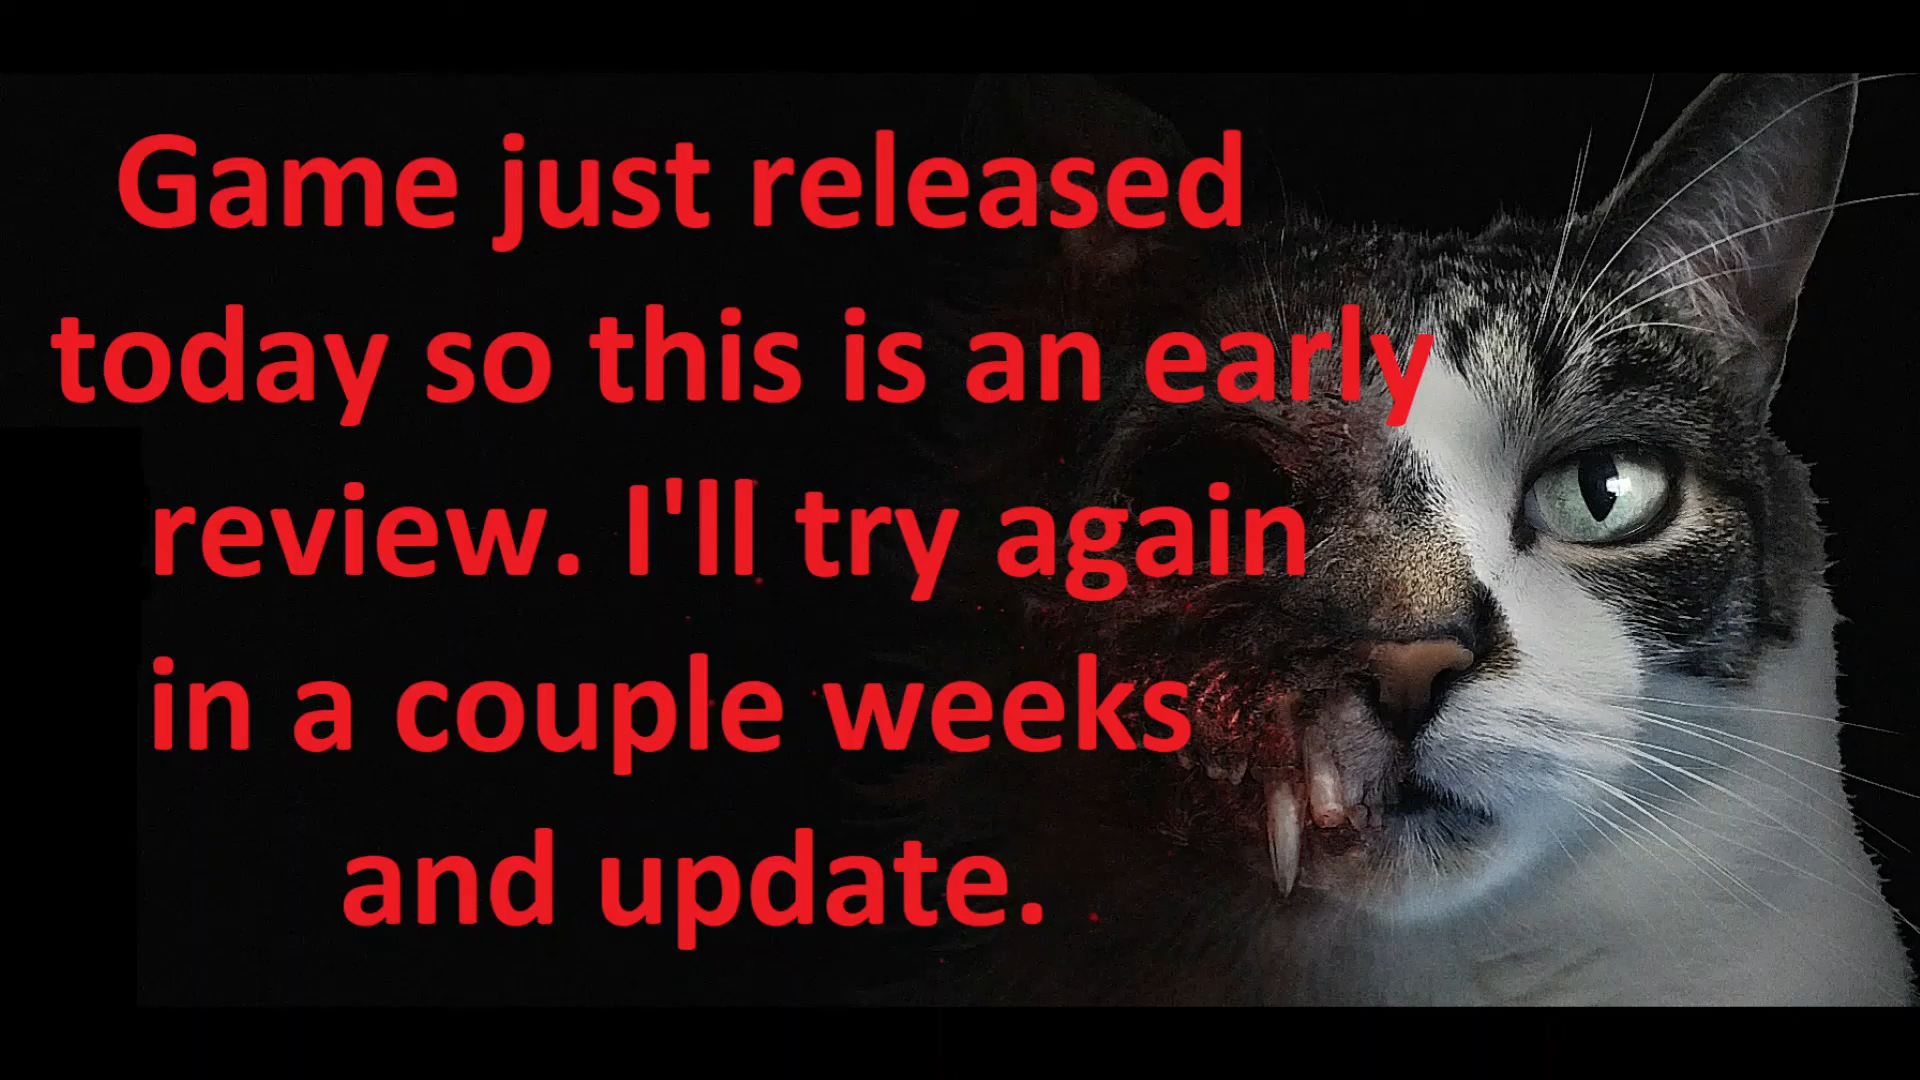 Game just released
today so this is an early
review. I'll try again
in a couple weeks
and update.